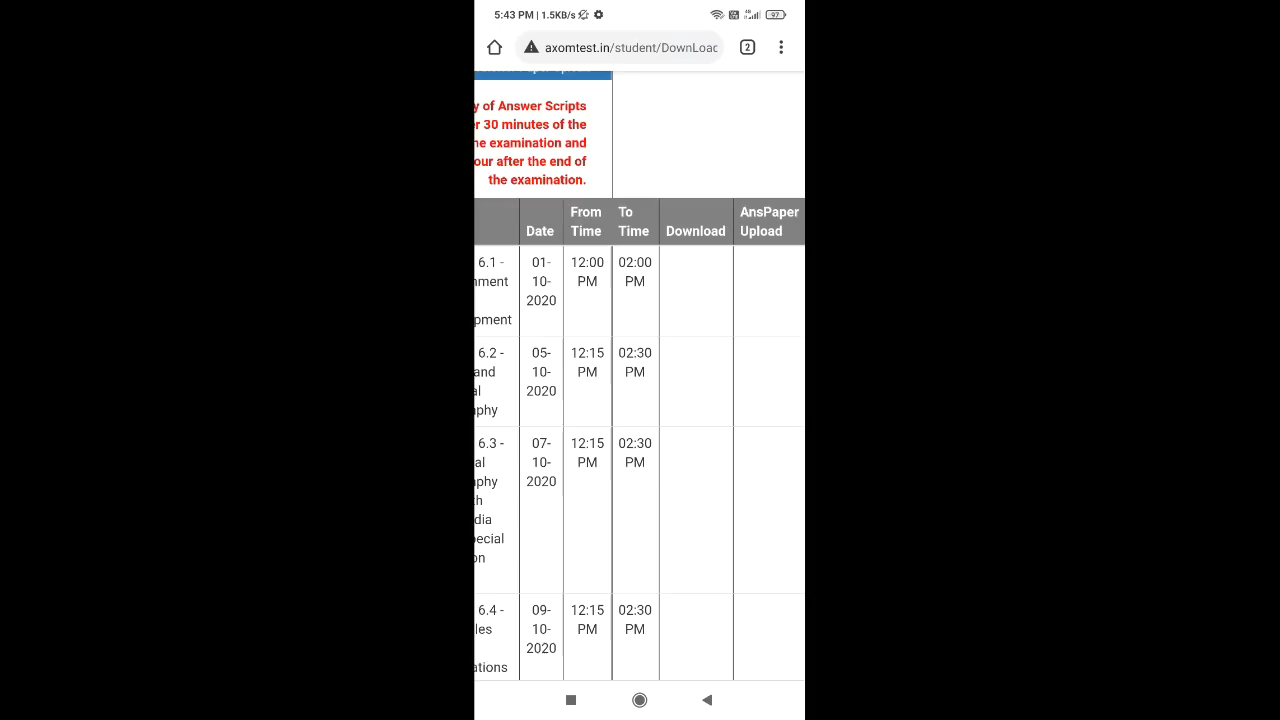 5:43 PM | 1.5KB/s
97
axomtest.in/student/DownLoad
2
y of Answer Scripts
r 30 minutes of the
ne examination and
our after the end of
the examination.
Date
From Time
To Time
Download
AnsPaper Upload
6.1 -
nment
pment
01-
10-
2020
12:00
PM
02:00
PM
6.2 -
and
al
phy
05-
10-
2020
12:15
PM
02:30
PM
6.3 -
al
phy
th
dia
pecial
on
07-
10-
2020
12:15
PM
02:30
PM
6.4 -
les
ations
09-
10-
2020
12:15
PM
02:30
PM